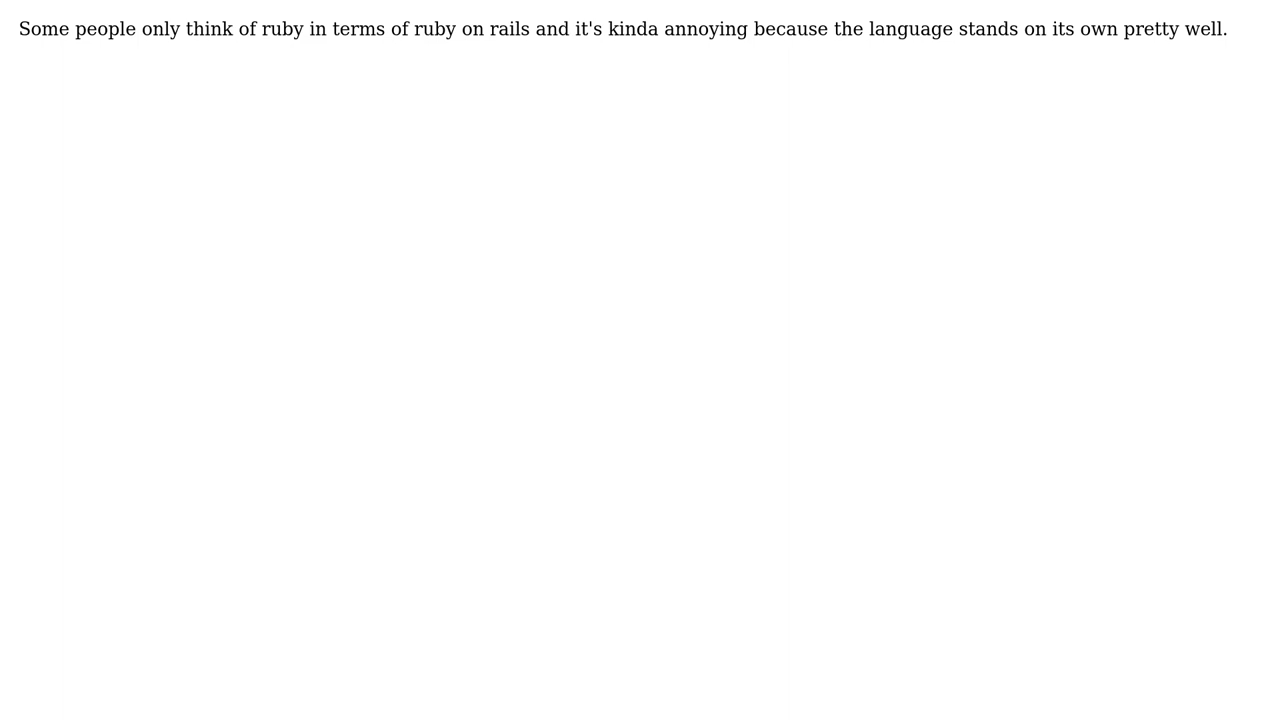 Some people only think of ruby in terms of ruby on rails and it's kinda annoying because the language stands on its own pretty well.